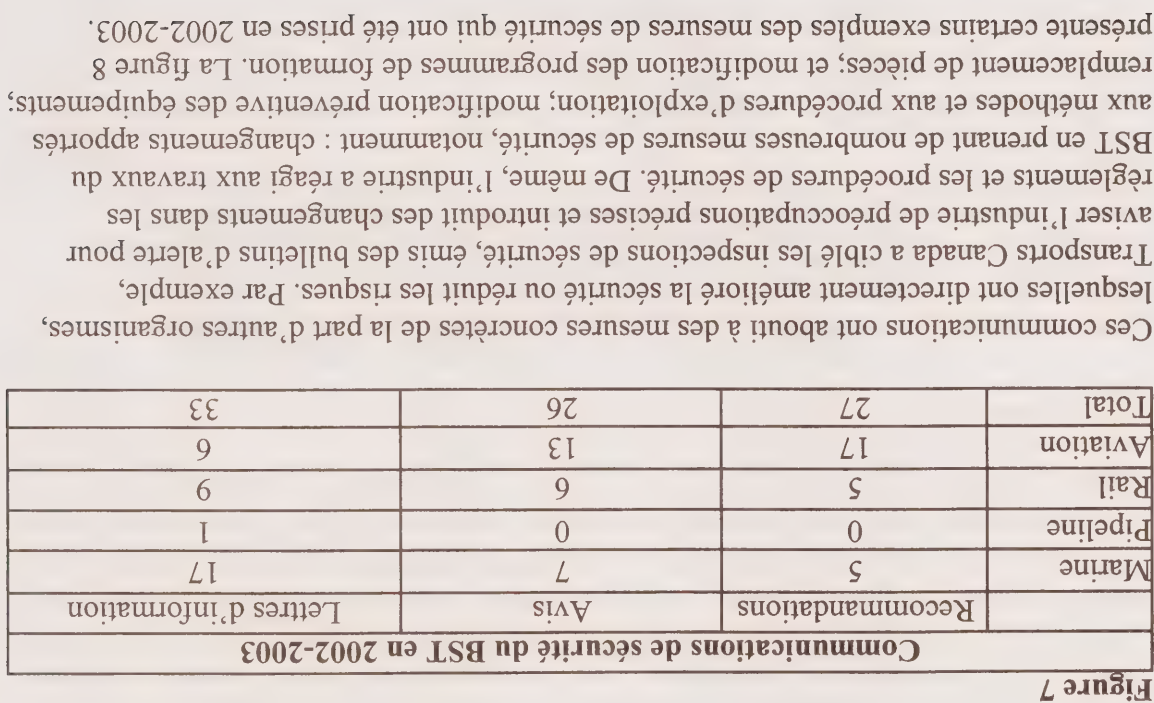 Figure 7
Communications de sécurité du BST en 2002-2003
Recommandations Avis Lettres d'information
Marine 5 7 17
Pipeline 0 0 1
Rail 5 6 9
Aviation 17 13 6
Total 27 26 33
Ces communications ont abouti à des mesures concrètes de la part d'autres organismes,
lesquelles ont directement amélioré la sécurité ou réduit les risques. Par exemple,
Transports Canada a ciblé les inspections de sécurité, émis des bulletins d'alerte pour
aviser l'industrie de préoccupations précises et introduit des changements dans les
règlements et les procédures de sécurité. De même, l'industrie a réagi aux travaux du
BST en prenant de nombreuses mesures de sécurité, notamment : changements apportés
aux méthodes et aux procédures d'exploitation; modification préventive des équipements;
remplacement de pièces; et modification des programmes de formation. La figure 8
présente certains exemples des mesures de sécurité qui ont été prises en 2002-2003.